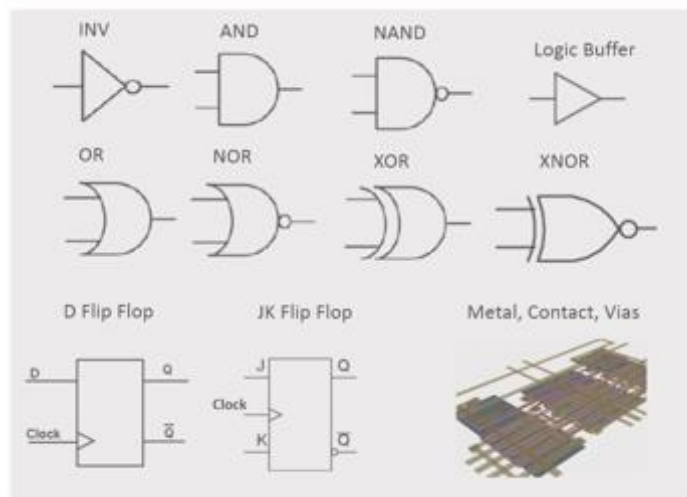 INV
AND
NAND
Logic Buffer
OR
NOR
XOR
XNOR
D Flip Flop
JK Flip Flop
Metal, Contact, Vias
D
Q
Clock
Q̅
J
Q
Clock
K
Q̅